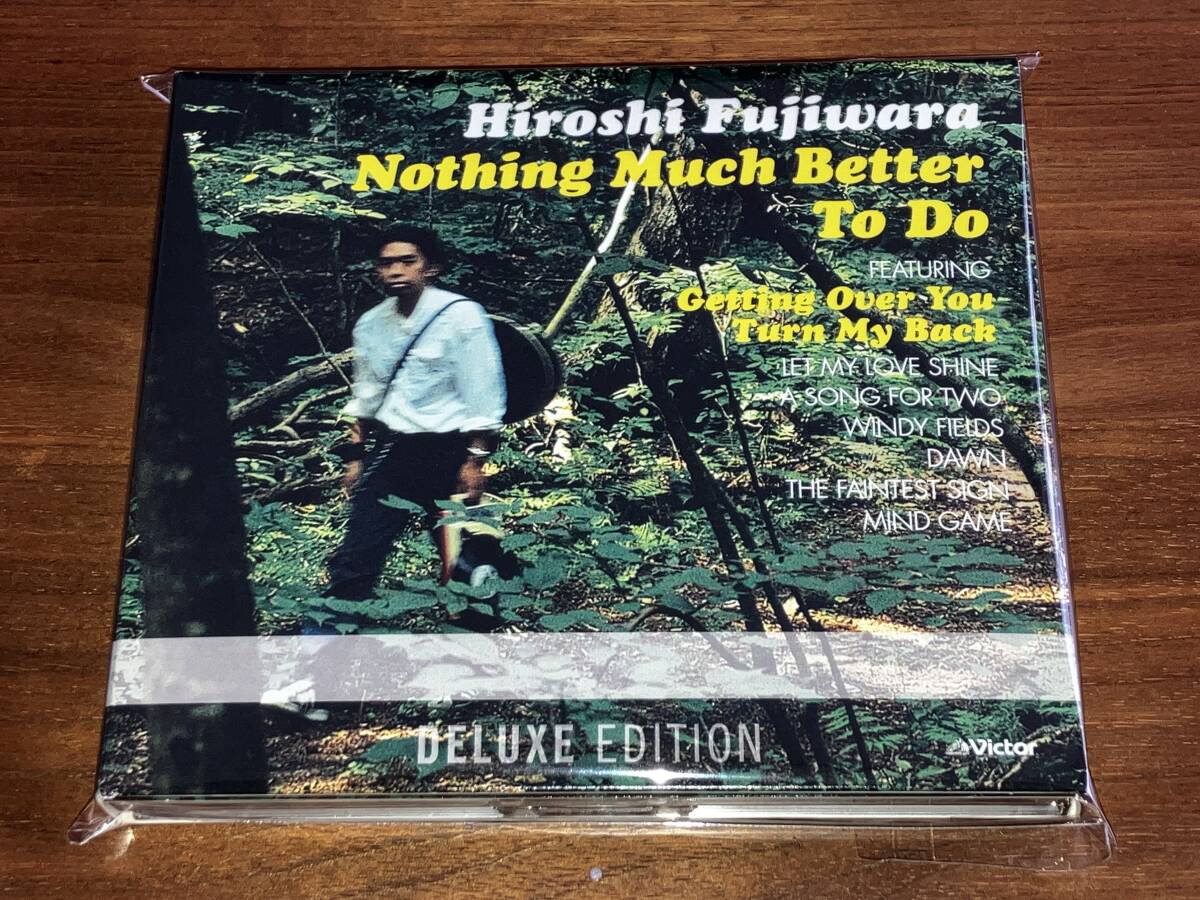 Hiroshi Fujiwara
Nothing Much Better
To Do
FEATURING
Getting Over You
Turn My Back
LET MY LOVE SHINE
A SONG FOR TWO
WINDY FIELDS
DAWN
THE FAINTEST SIGN
MIND GAME
DELUXE EDITION
Victor